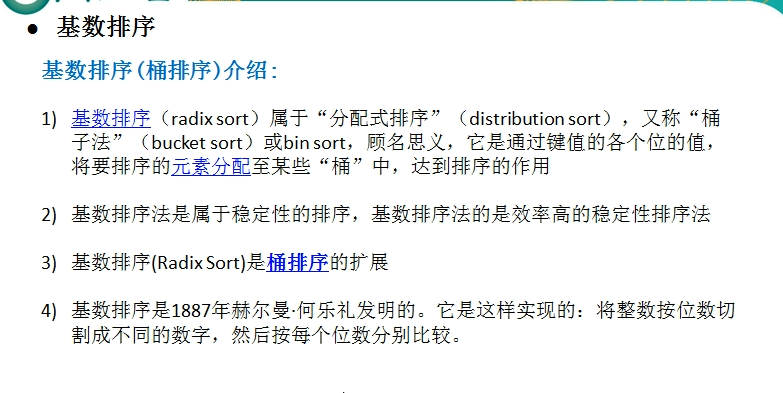 ● 基数排序
基数排序(桶排序)介绍:
1) 基数排序（radix sort）属于“分配式排序”（distribution sort），又称“桶
子法”（bucket sort）或bin sort，顾名思义，它是通过键值的各个位的值，
将要排序的元素分配至某些“桶”中，达到排序的作用
2) 基数排序法是属于稳定性的排序，基数排序法的是效率高的稳定性排序法
3) 基数排序(Radix Sort)是桶排序的扩展
4) 基数排序是1887年赫尔曼·何乐礼发明的。它是这样实现的：将整数按位数切
割成不同的数字，然后按每个位数分别比较。